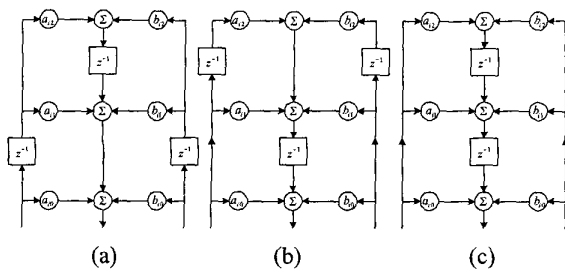 a_{i2} Σ b_{i2} a_{i2} Σ b_{i2} a_{i2} Σ b_{i2}
z^{-1} z^{-1} z^{-1} z^{-1}
a_{i1} Σ b_{i1} a_{i1} Σ b_{i1} a_{i1} Σ b_{i1}
z^{-1} z^{-1} z^{-1} z^{-1}
a_{i0} Σ b_{i0} a_{i0} Σ b_{i0} a_{i0} Σ b_{i0}
(a) (b) (c)